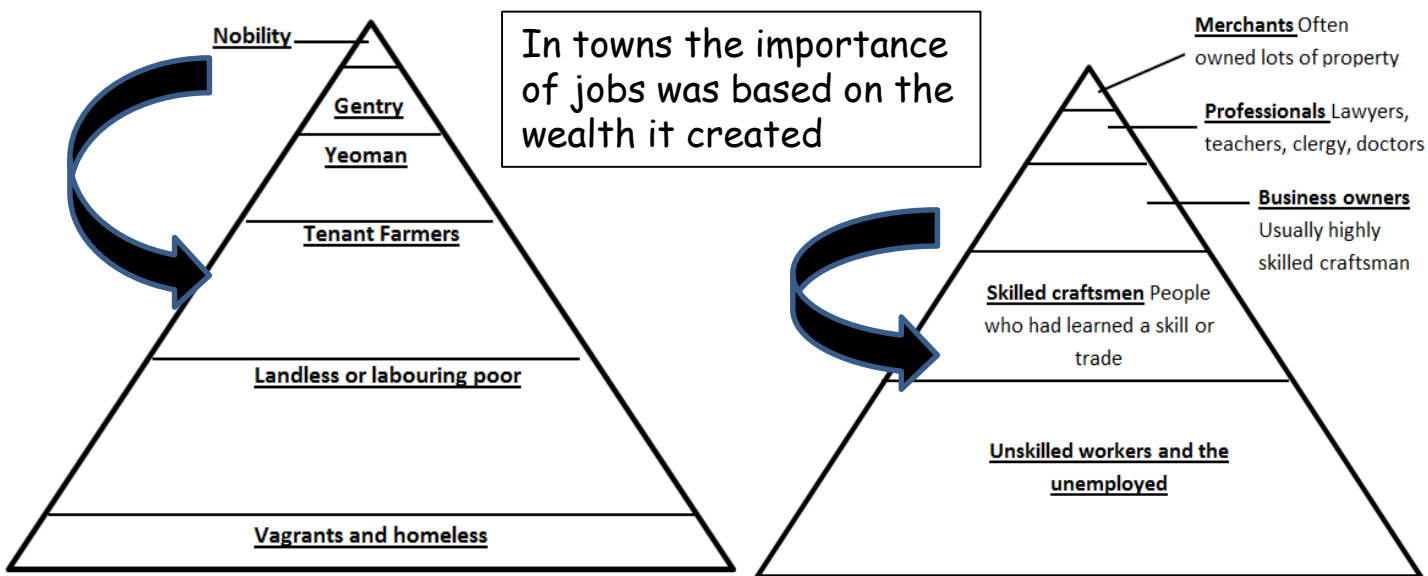 Nobility
Gentry
Yeoman
Tenant Farmers
Landless or labouring poor
Vagrants and homeless
In towns the importance
of jobs was based on the
wealth it created
Merchants Often
owned lots of property
Professionals Lawyers,
teachers, clergy, doctors
Business owners
Usually highly
skilled craftsman
Skilled craftsmen People
who had learned a skill or
trade
Unskilled workers and the
unemployed